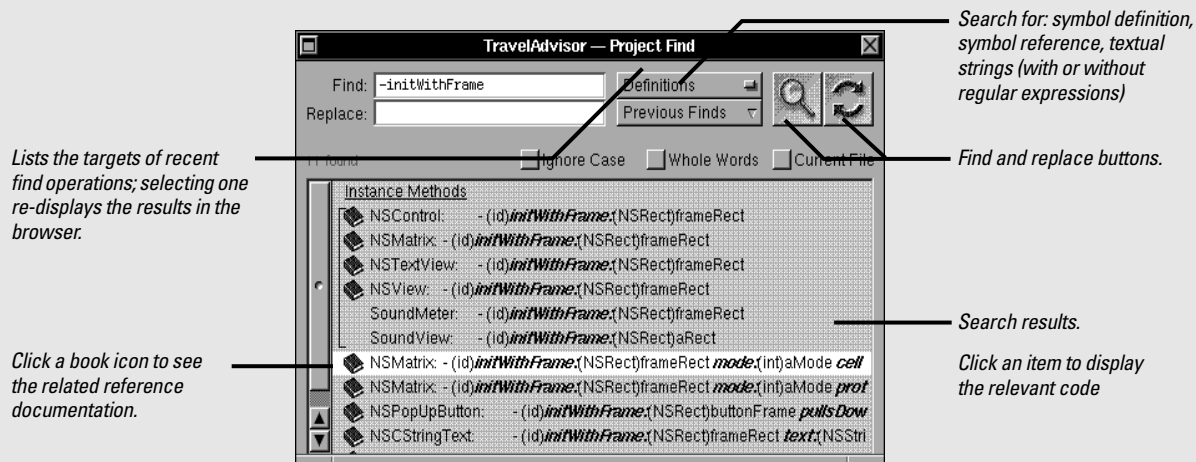 Search for: symbol definition,
symbol reference, textual
strings (with or without
regular expressions)
TravelAdvisor — Project Find
Find: -initWithFrame
Definitions
Replace:
Previous Finds
Lists the targets of recent
find operations; selecting one
re-displays the results in the
browser.
11 found
Ignore Case
Whole Words
Current File
Find and replace buttons.
Instance Methods
NSControl: - (id)initWithFrame:(NSRect)frameRect
NSMatrix: - (id)initWithFrame:(NSRect)frameRect
NSTextView: - (id)initWithFrame:(NSRect)frameRect
NSView: - (id)initWithFrame:(NSRect)frameRect
SoundMeter: - (id)initWithFrame:(NSRect)frameRect
SoundView: - (id)initWithFrame:(NSRect)aRect
NSMatrix: - (id)initWithFrame:(NSRect)frameRect mode:(int)aMode cell
NSMatrix: - (id)initWithFrame:(NSRect)frameRect mode:(int)aMode prot
NSPopUpButton: - (id)initWithFrame:(NSRect)buttonFrame pullsDow
NSCStringText: - (id)initWithFrame:(NSRect)frameRect text:(NSStri
Search results.
Click an item to display
the relevant code
Click a book icon to see
the related reference
documentation.